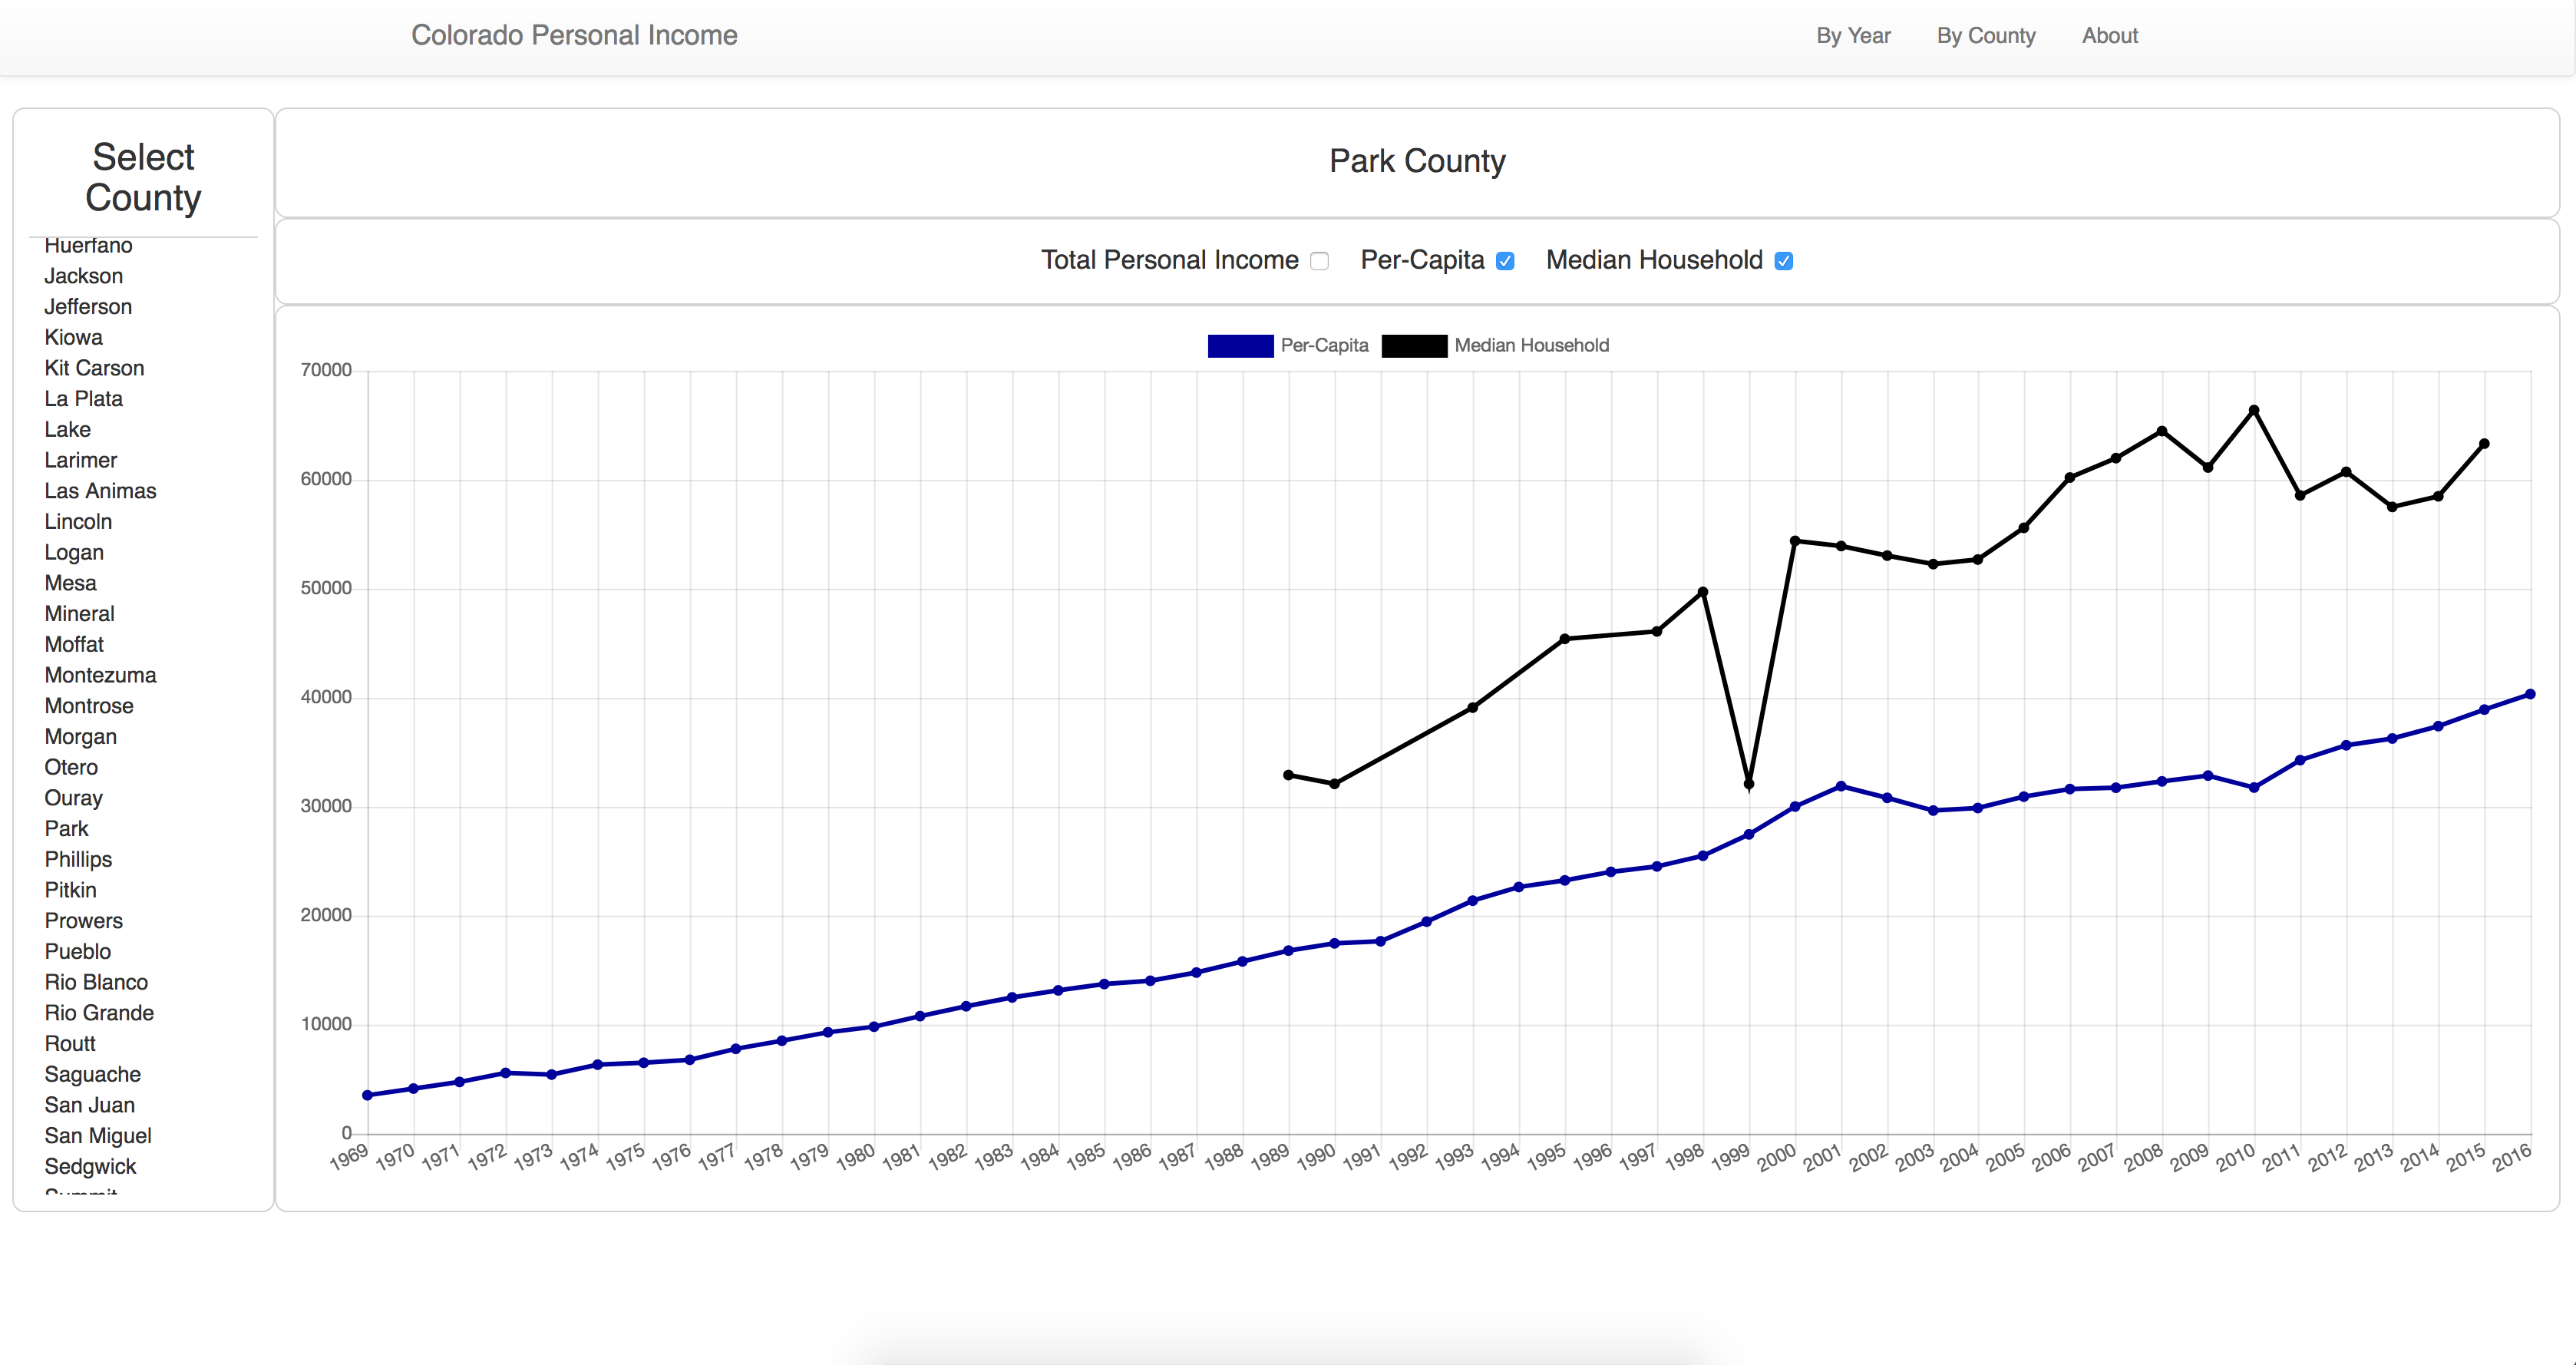 Colorado Personal Income
By Year By County About
Select
County
Huerfano
Jackson
Jefferson
Kiowa
Kit Carson
La Plata
Lake
Larimer
Las Animas
Lincoln
Logan
Mesa
Mineral
Moffat
Montezuma
Montrose
Morgan
Otero
Ouray
Park
Phillips
Pitkin
Prowers
Pueblo
Rio Blanco
Rio Grande
Routt
Saguache
San Juan
San Miguel
Sedgwick
Park County
Total Personal Income Per-Capita Median Household
Per-Capita Median Household
70000
60000
50000
40000
30000
20000
10000
0
1969 1970 1971 1972 1973 1974 1975 1976 1977 1978 1979 1980 1981 1982 1983 1984 1985 1986 1987 1988 1989 1990 1991 1992 1993 1994 1995 1996 1997 1998 1999 2000 2001 2002 2003 2004 2005 2006 2007 2008 2009 2010 2011 2012 2013 2014 2015 2016